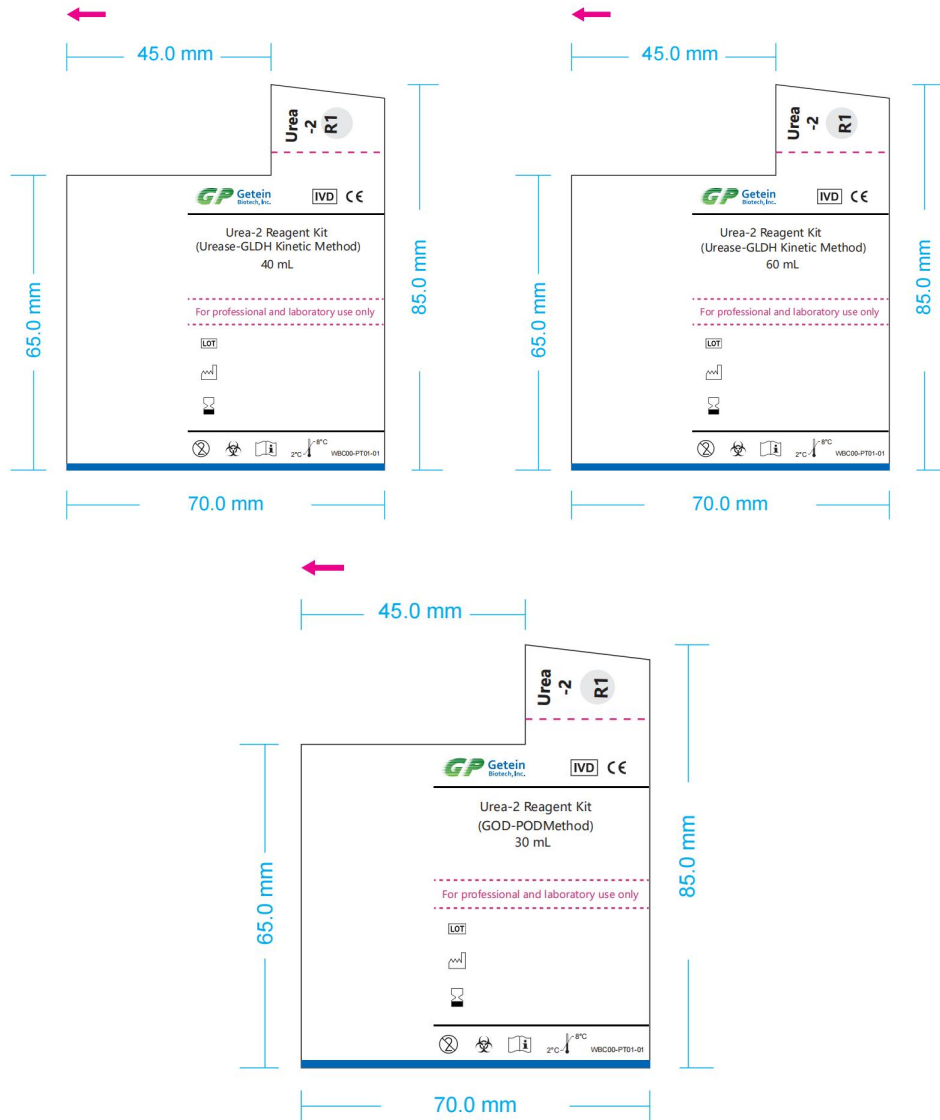 45.0 mm
Urea
-2
R1
GP Getein
Biotech, Inc.
IVD CE
Urea-2 Reagent Kit
(Urease-GLDH Kinetic Method)
40 mL
For professional and laboratory use only
LOT
2
i
2°C
8°C
WBC00-PT01-01
65.0 mm
85.0 mm
70.0 mm
45.0 mm
Urea
-2
R1
GP Getein
Biotech, Inc.
IVD CE
Urea-2 Reagent Kit
(Urease-GLDH Kinetic Method)
60 mL
For professional and laboratory use only
LOT
2
i
2°C
8°C
WBC00-PT01-01
65.0 mm
85.0 mm
70.0 mm
45.0 mm
Urea
-2
R1
GP Getein
Biotech, Inc.
IVD CE
Urea-2 Reagent Kit
(GOD-PODMethod)
30 mL
For professional and laboratory use only
LOT
2
i
2°C
8°C
WBC00-PT01-01
65.0 mm
85.0 mm
70.0 mm